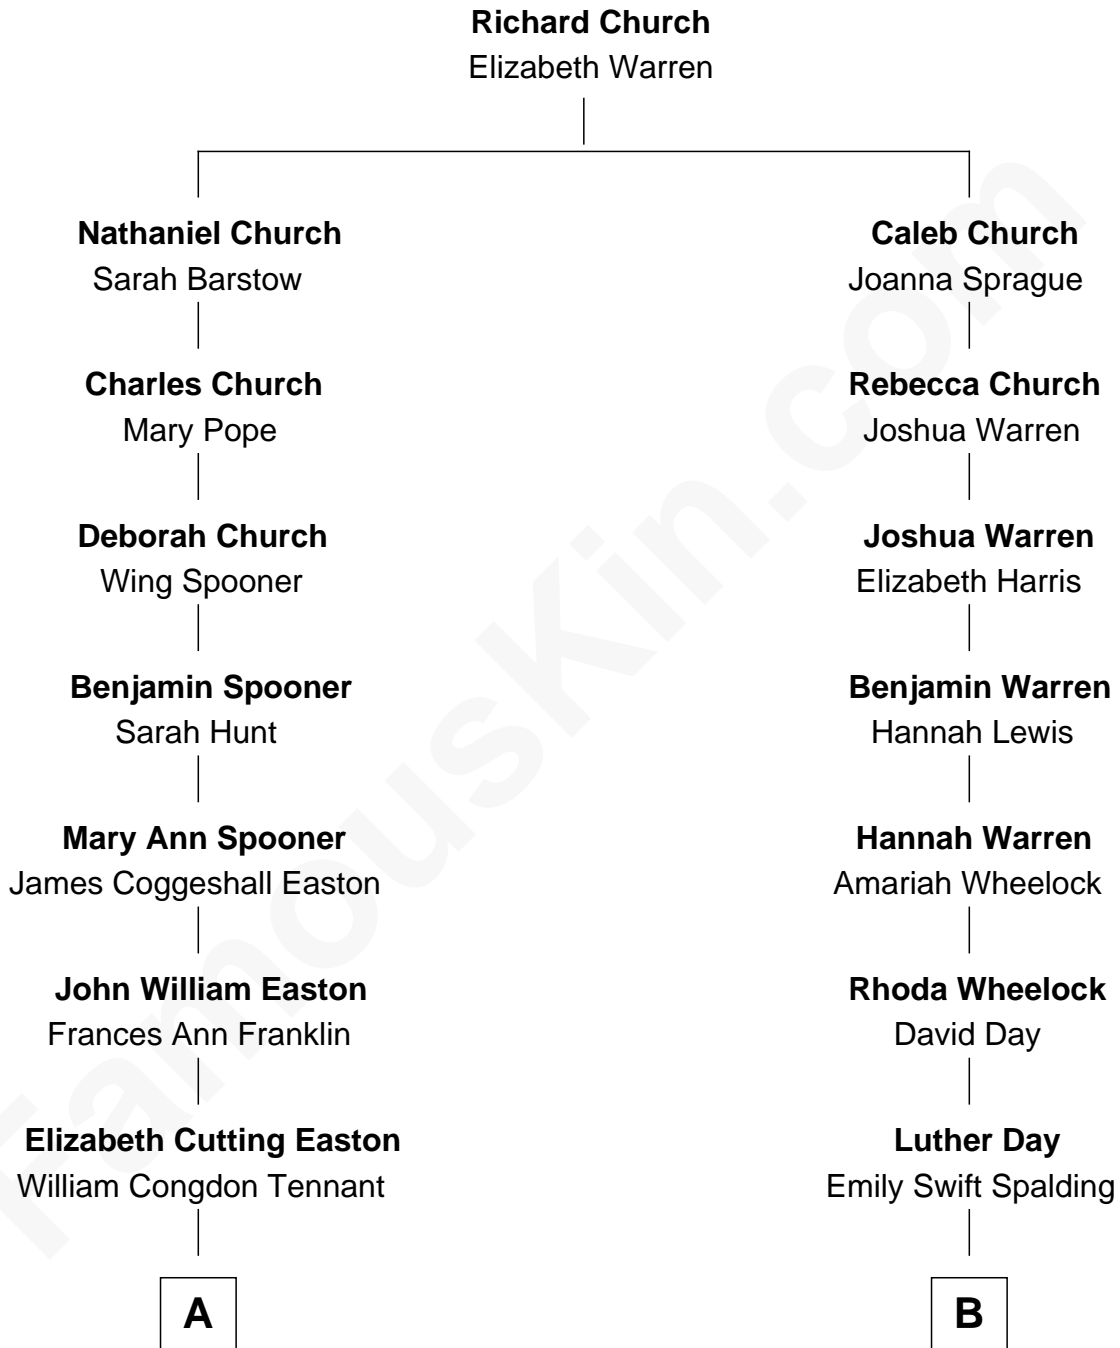 Richard Church
Elizabeth Warren
Nathaniel Church
Sarah Barstow
Caleb Church
Joanna Sprague
Charles Church
Mary Pope
Rebecca Church
Joshua Warren
Deborah Church
Wing Spooner
Joshua Warren
Elizabeth Harris
Benjamin Spooner
Sarah Hunt
Benjamin Warren
Hannah Lewis
Mary Ann Spooner
James Coggeshall Easton
Hannah Warren
Amariah Wheelock
John William Easton
Frances Ann Franklin
Rhoda Wheelock
David Day
Elizabeth Cutting Easton
William Congdon Tennant
Luther Day
Emily Swift Spalding
A
B
FamousKin.com